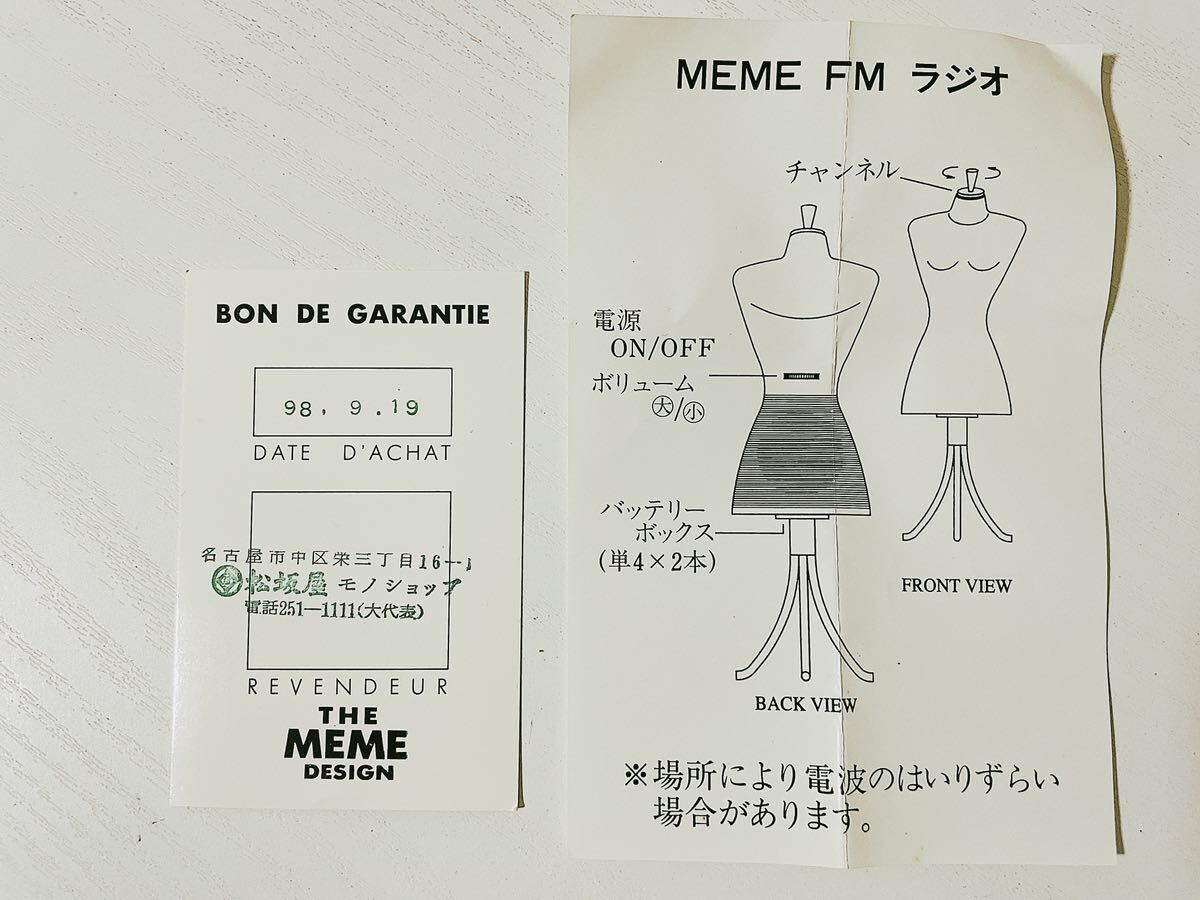 BON DE GARANTIE
98. 9.19
DATE D'ACHAT
名古屋市中区栄三丁目16-1
松坂屋 モノショップ
電話251-1111(大代表)
REVENDEUR
THE
MEME
DESIGN
MEME FM ラジオ
チャンネル
電源
ON/OFF
ボリューム
大/小
バッテリー
ボックス
(単4×2本)
FRONT VIEW
BACK VIEW
※場所により電波のはいりずらい
場合があります。